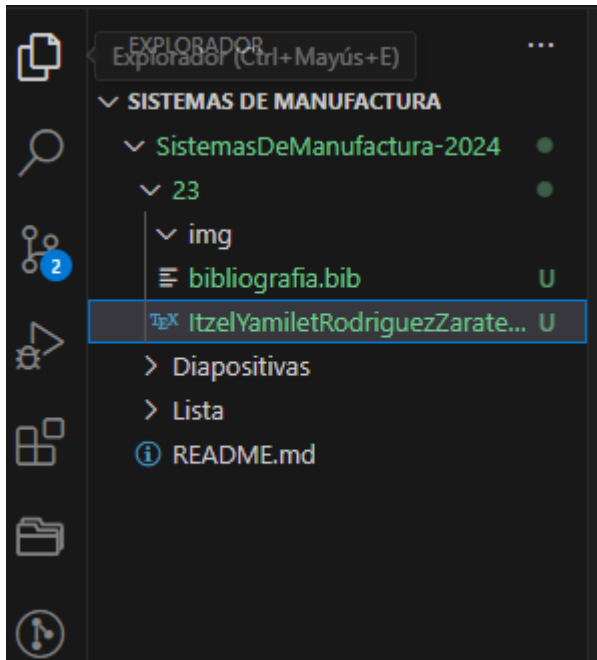 EXPLORADOR
Explorador (Ctrl+Mayús+E)
SISTEMAS DE MANUFACTURA
SistemasDeManufactura-2024
23
img
bibliografia.bib U
TEX ItzelYamiletRodriguezZarate... U
Diapositivas
Lista
README.md
2